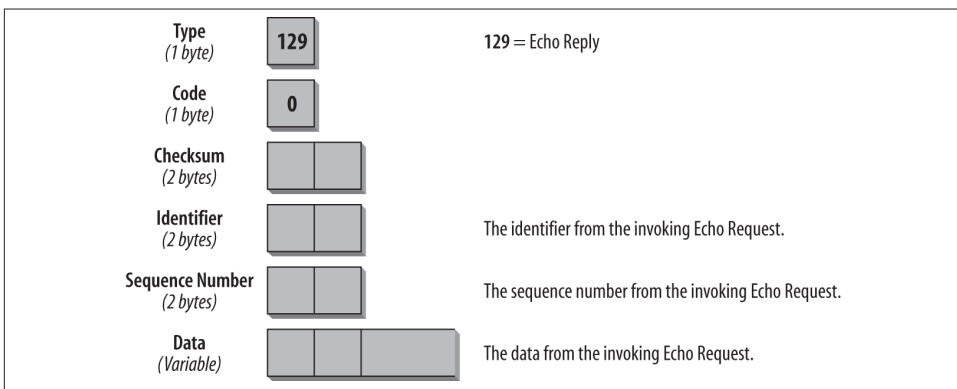 Type
(1 byte)
129
129 = Echo Reply
Code
(1 byte)
0
Checksum
(2 bytes)
Identifier
(2 bytes)
The identifier from the invoking Echo Request.
Sequence Number
(2 bytes)
The sequence number from the invoking Echo Request.
Data
(Variable)
The data from the invoking Echo Request.